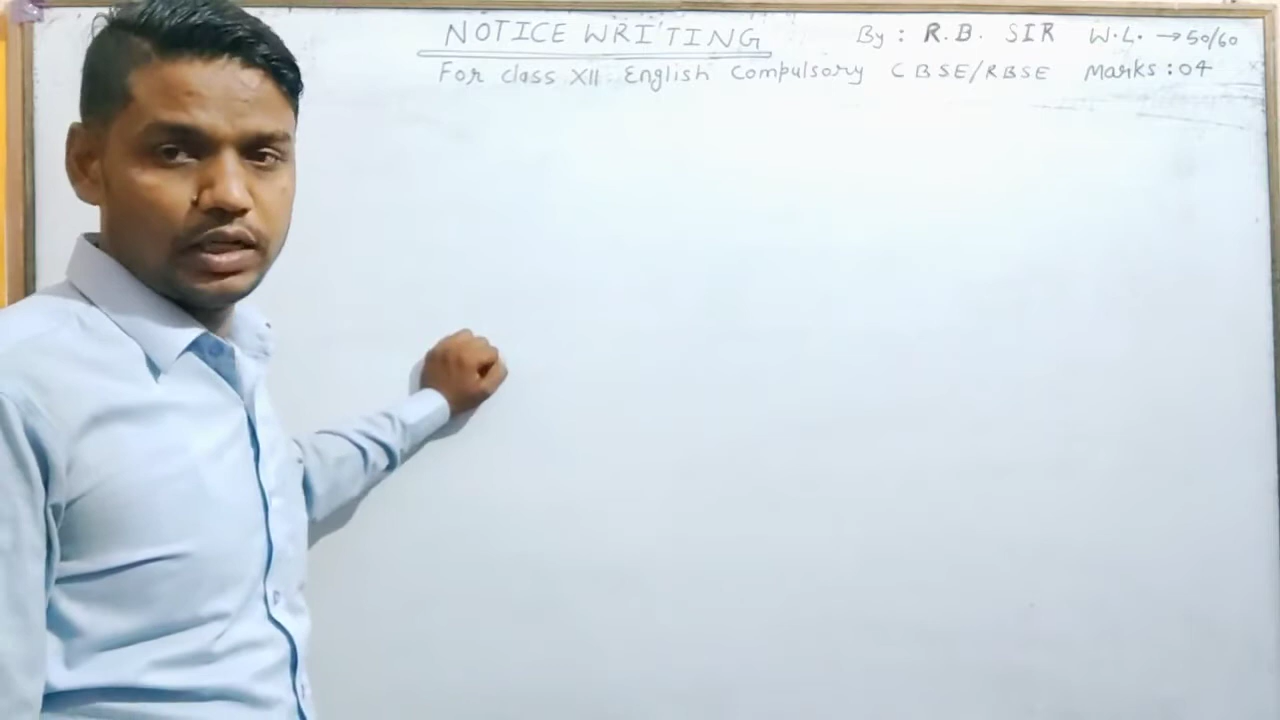 NOTICE WRITING By : R.B. SIR W.L. → 50/60
For class XII English Compulsory CBSE/RBSE Marks : 04